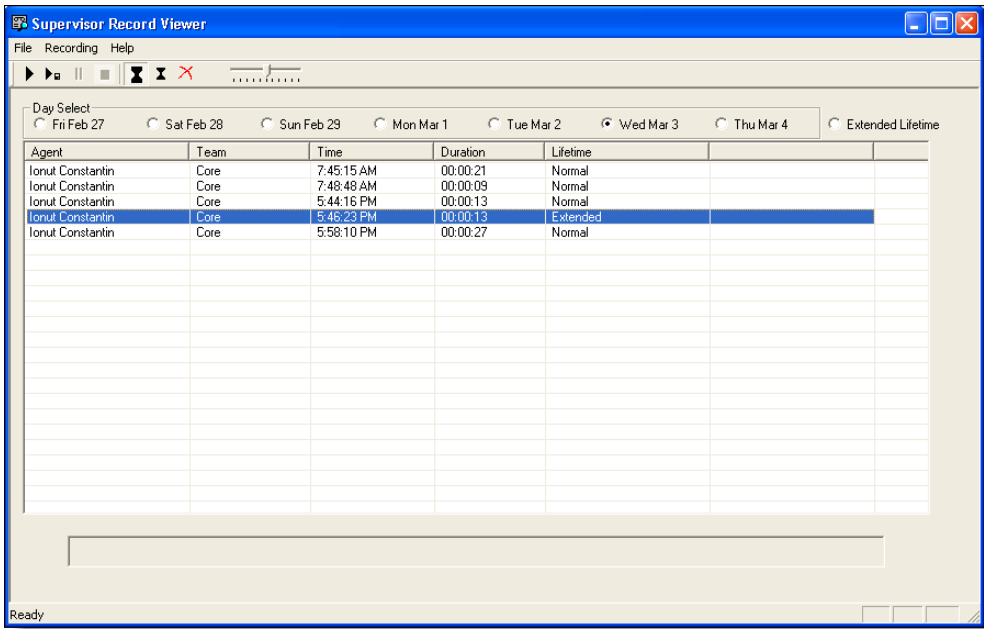 Supervisor Record Viewer
File Recording Help
Day Select
Fri Feb 27 Sat Feb 28 Sun Feb 29 Mon Mar 1 Tue Mar 2 Wed Mar 3 Thu Mar 4 Extended Lifetime
Agent Team Time Duration Lifetime
Ionut Constantin Core 7:45:15 AM 00:00:21 Normal
Ionut Constantin Core 7:48:48 AM 00:00:09 Normal
Ionut Constantin Core 5:44:16 PM 00:00:13 Normal
Ionut Constantin Core 5:46:23 PM 00:00:13 Extended
Ionut Constantin Core 5:58:10 PM 00:00:27 Normal
Ready